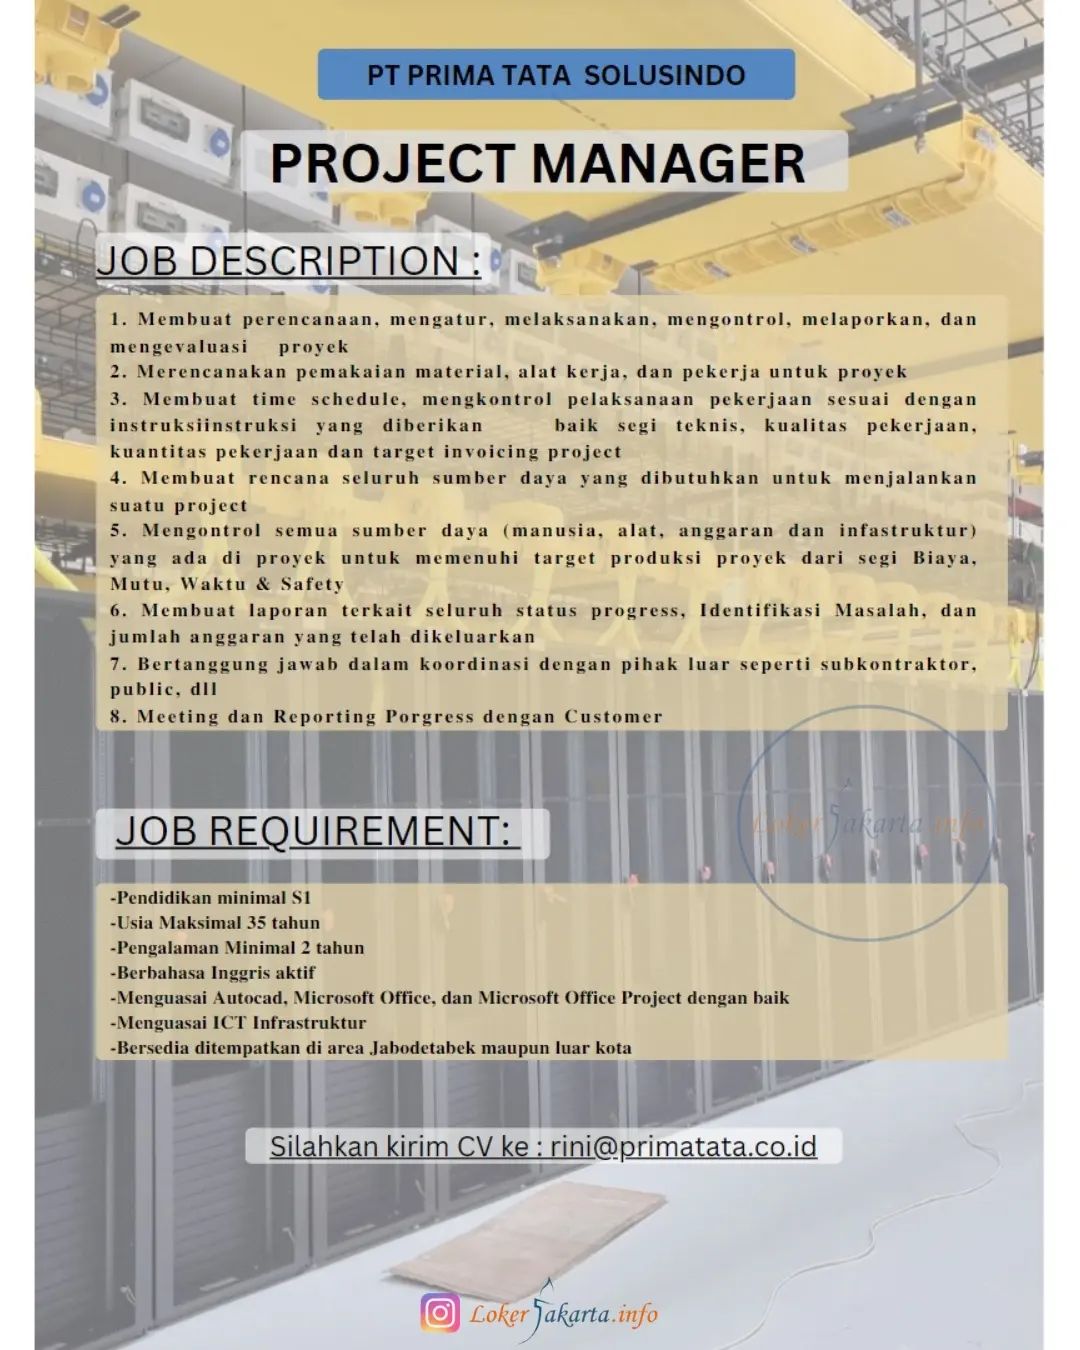 PT PRIMA TATA SOLUSINDO
PROJECT MANAGER
JOB DESCRIPTION :
1. Membuat perencanaan, mengatur, melaksanakan, mengontrol, melaporkan, dan
mengevaluasi proyek
2. Merencanakan pemakaian material, alat kerja, dan pekerja untuk proyek
3. Membuat time schedule, mengkontrol pelaksanaan pekerjaan sesuai dengan
instruksiinstruksi yang diberikan baik segi teknis, kualitas pekerjaan,
kuantitas pekerjaan dan target invoicing project
4. Membuat rencana seluruh sumber daya yang dibutuhkan untuk menjalankan
suatu project
5. Mengontrol semua sumber daya (manusia, alat, anggaran dan infastruktur)
yang ada di proyek untuk memenuhi target produksi proyek dari segi Biaya,
Mutu, Waktu & Safety
6. Membuat laporan terkait seluruh status progress, Identifikasi Masalah, dan
jumlah anggaran yang telah dikeluarkan
7. Bertanggung jawab dalam koordinasi dengan pihak luar seperti subkontraktor,
public, dll
8. Meeting dan Reporting Porgress dengan Customer
Loker Jakarta.info
JOB REQUIREMENT:
-Pendidikan minimal S1
-Usia Maksimal 35 tahun
-Pengalaman Minimal 2 tahun
-Berbahasa Inggris aktif
-Menguasai Autocad, Microsoft Office, dan Microsoft Office Project dengan baik
-Menguasai ICT Infrastruktur
-Bersedia ditempatkan di area Jabodetabek maupun luar kota
Silahkan kirim CV ke : rini@primatata.co.id
Loker Jakarta.info